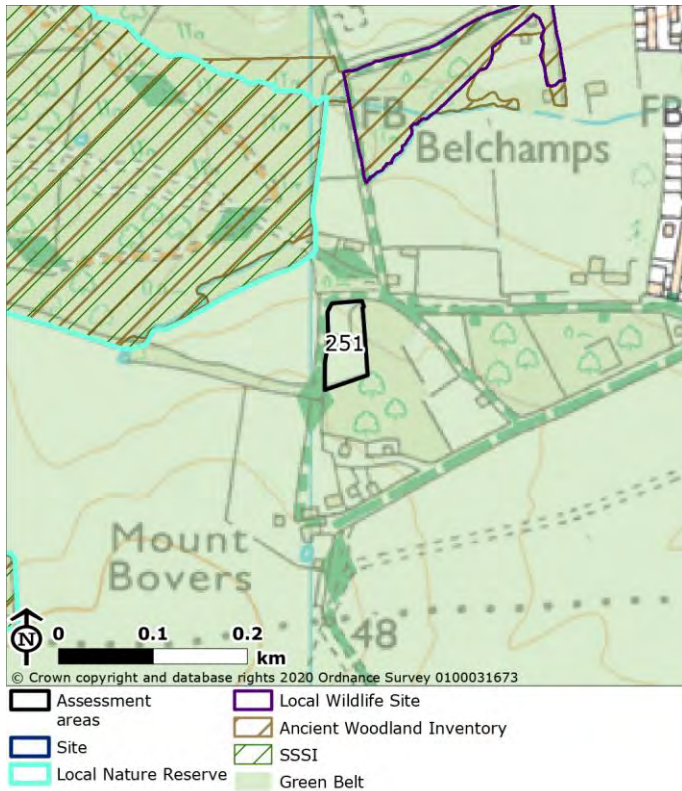 FB
FB
Belchamps
251
Mount
Bovers
48
N
0 0.1 0.2
km
© Crown copyright and database rights 2020 Ordnance Survey 0100031673
Assessment
areas
Site
Local Nature Reserve
Local Wildlife Site
Ancient Woodland Inventory
SSSI
Green Belt